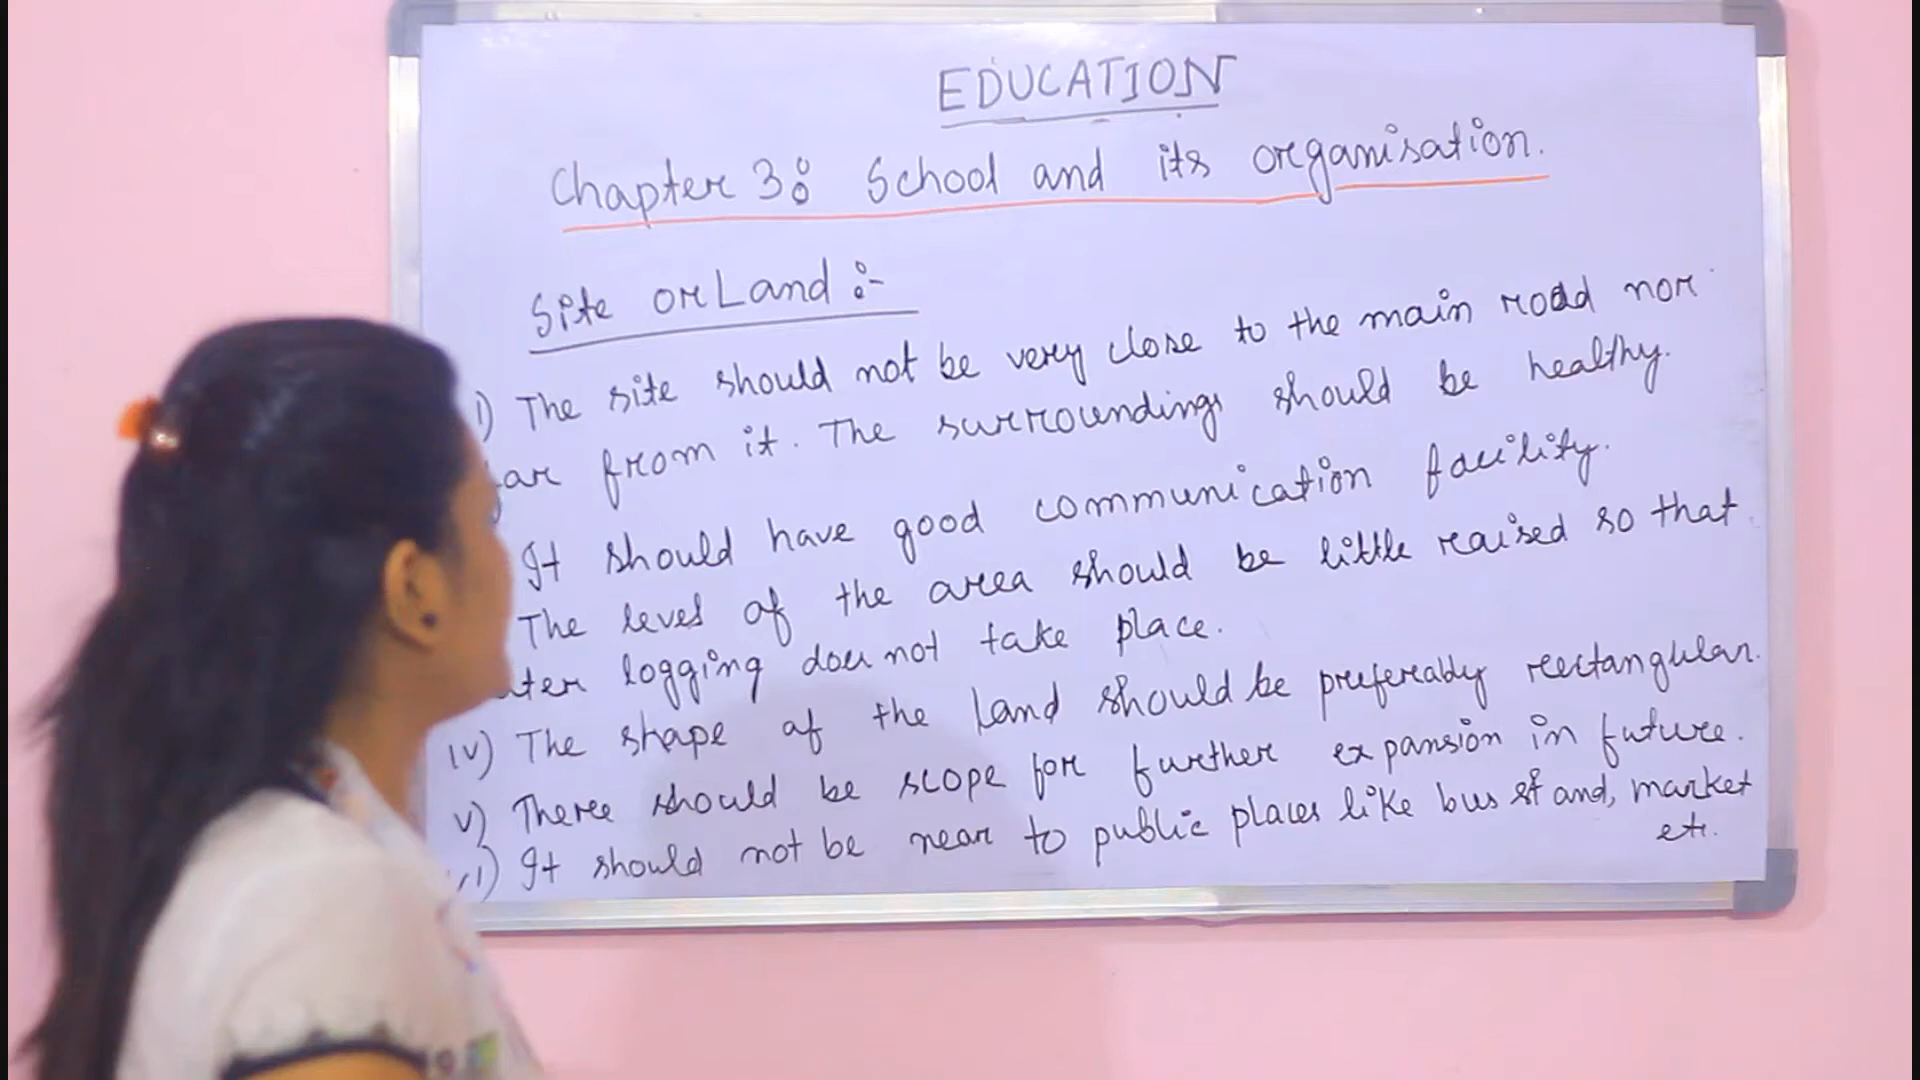 EDUCATION
Chapter 3: School and its organisation.
Site or Land :-
i) The site should not be very close to the main road nor
far from it. The surroundings should be healthy.
It should have good communication facility.
The level of the area should be little raised so that
logging does not take place.
iv) The shape of the land should be preferably rectangular.
v) There should be scope for further expansion in future.
vi) It should not be near to public places like bus stand, market
etc.